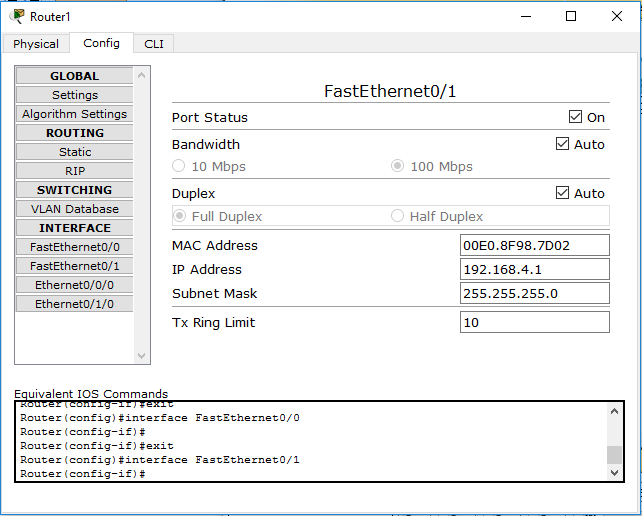 Router1
Physical Config CLI
GLOBAL
Settings
Algorithm Settings
ROUTING
Static
RIP
SWITCHING
VLAN Database
INTERFACE
FastEthernet0/0
FastEthernet0/1
Ethernet0/0/0
Ethernet0/1/0
FastEthernet0/1
Port Status On
Bandwidth Auto
10 Mbps 100 Mbps
Duplex Auto
Full Duplex Half Duplex
MAC Address 00E0.8F98.7D02
IP Address 192.168.4.1
Subnet Mask 255.255.255.0
Tx Ring Limit 10
Equivalent IOS Commands
Router(config-if)#exit
Router(config)#interface FastEthernet0/0
Router(config-if)#
Router(config-if)#exit
Router(config)#interface FastEthernet0/1
Router(config-if)#